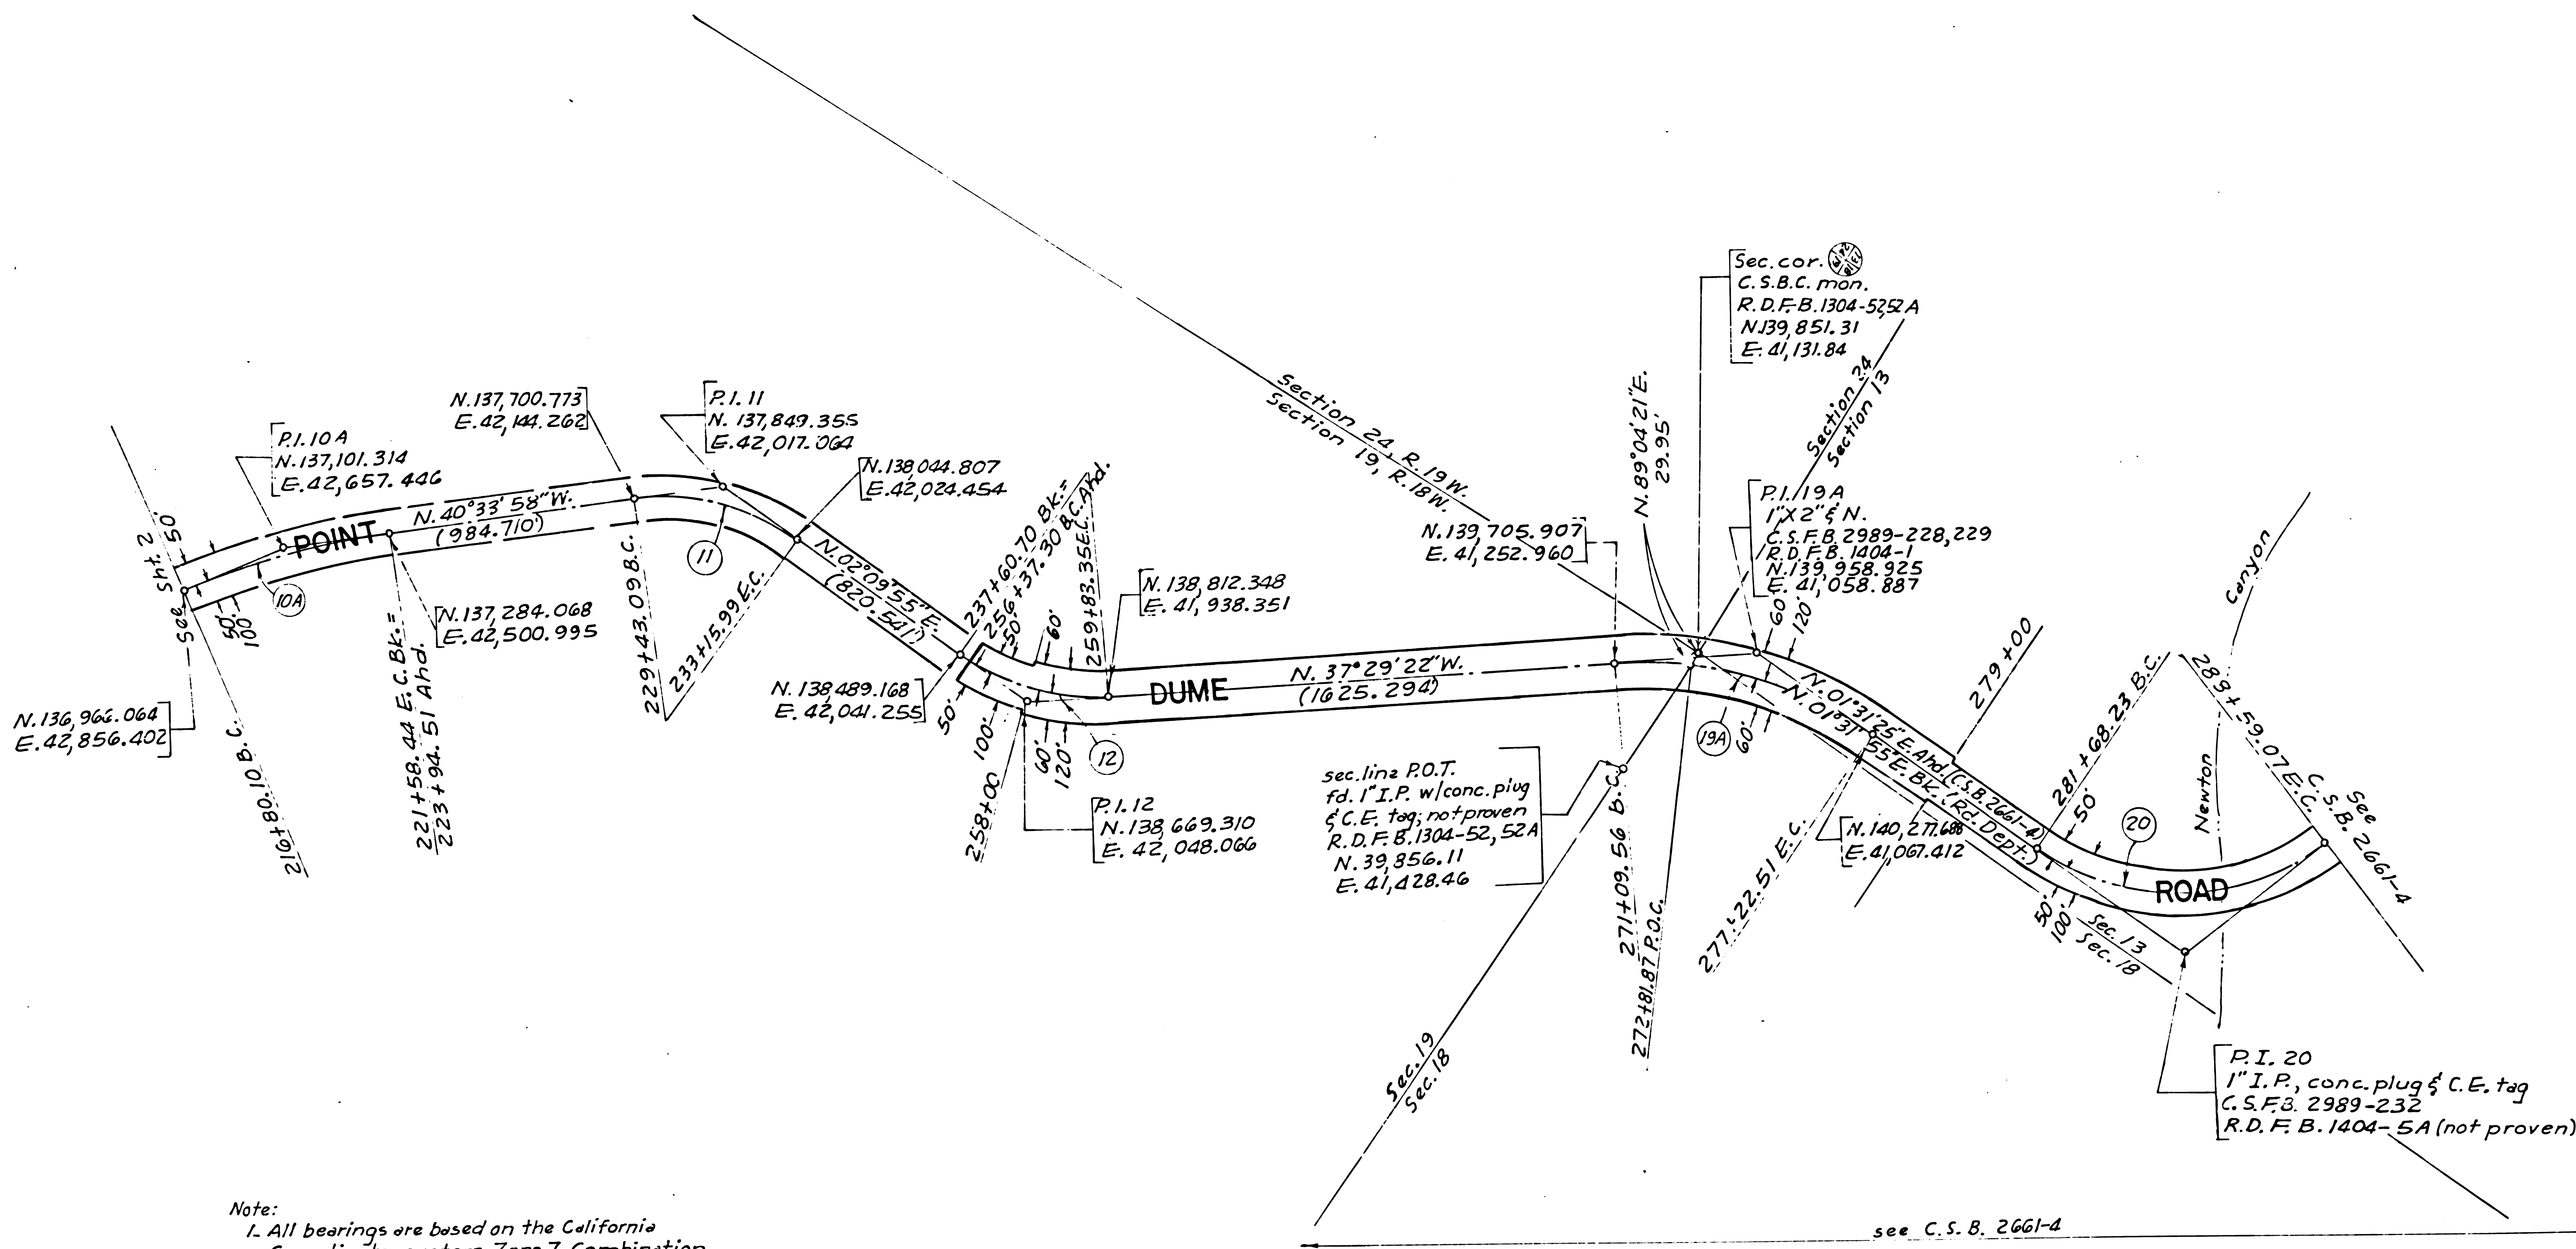 Sec. cor. 24 13 19 18
C.S.B.C. mon.
R.D.F.B. 1304-52,52A
N.139,851.31
E. 41,131.84
Section 24
Section 13
Section 24, R.19W.
Section 19, R.18W.
N.89°04'21"E.
29.95'
P.I. 10A
N.137,101.314
E.42,657.446
N.137,700.773
E.42,144.262
P.I. 11
N. 137,849.355
E.42,017.064
N.138,044.807
E.42,024.454
N.139,705.907
E. 41,252.960
P.I. 19A
1"X2" & N.
C.S.F.B. 2989-228,229
R.D.F.B. 1404-1
N.139,958.925
E. 41,058.887
See Sht. 2
50'
50'
100'
10A
POINT
N. 40°33'58"W.
(984.710')
11
N.02°09'55"E.
(820.541')
237+60.70 Bk.=
256+37.30 B.C. Ahd.
50'
60'
259+83.35 E.C.
N. 138,812.348
E. 41,938.351
DUME
N. 37°29'22"W.
(1625.294')
60'
120'
279+00
N.01°31'25"E. Ahd. (C.S.B. 2661-4)
N.01°31'55"E. Bk. (Rd. Dept.)
281+68.23 B.C.
50'
20
Newton
Canyon
289+59.07 E.C.
See
C.S.B. 2661-4
ROAD
N.136,966.064
E.42,856.402
216+80.10 B.C.
221+58.44 E.C. Bk.=
223+94.51 Ahd.
N.137,284.068
E.42,500.995
229+43.09 B.C.
233+15.99 E.C.
N. 138,489.168
E. 42,041.255
50'
100'
258+00
60'
120'
12
P.I. 12
N. 138,669.310
E. 42,048.066
sec. line P.O.T.
fd. 1" I.P. w/conc. plug
& C.E. tag; not proven
R.D.F.B. 1304-52, 52A
N. 39,856.11
E. 41,428.46
271+09.56 B.C.
272+81.87 P.O.C.
19A
60'
277+22.51 E.C.
N. 140,277.688
E. 41,067.412
50'
100'
Sec. 13
Sec. 18
Sec. 19
Sec. 18
P.I. 20
1" I.P., conc. plug & C.E. tag
C.S.F.B. 2989-232
R.D.F.B. 1404-5A (not proven)
see C.S.B. 2661-4
Note:
1- All bearings are based on the California